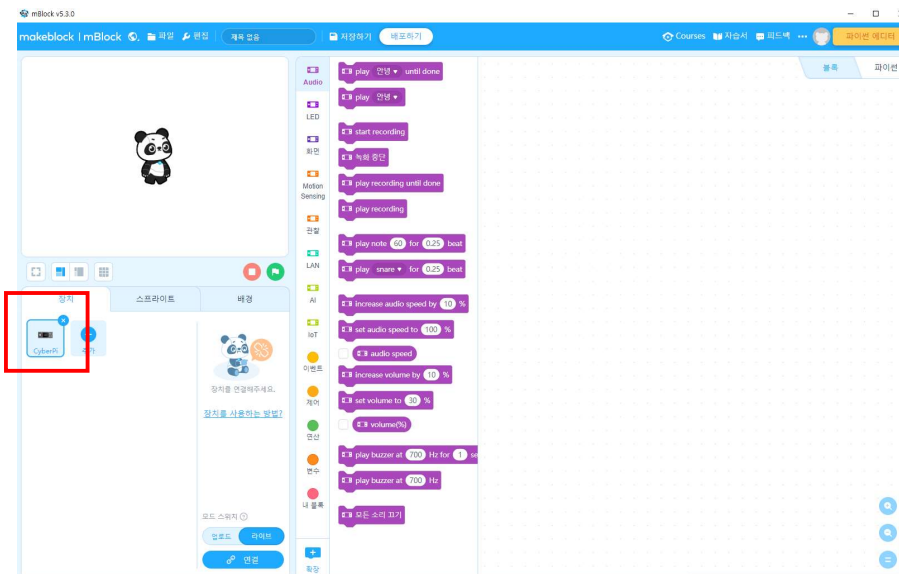 mBlock v5.3.0
makeblock | mBlock 파일 편집 제목 없음 저장하기 배포하기 Courses 자습서 피드백 ••• 파이썬 에디터
블록 파이썬
Audio
LED
화면
Motion
Sensing
관찰
LAN
AI
IoT
이벤트
제어
연산
변수
내 블록
확장
play 안녕 until done
play 안녕
start recording
녹화 중단
play recording until done
play recording
play note 60 for 0.25 beat
play snare for 0.25 beat
increase audio speed by 10 %
set audio speed to 100 %
audio speed
increase volume by 10 %
set volume to 30 %
volume(%)
play buzzer at 700 Hz for 1 se
play buzzer at 700 Hz
모든 소리 끄기
장치 스프라이트 배경
CyberPi 추가
장치를 연결해주세요.
장치를 사용하는 방법?
모드 스위치
업로드 라이브
연결